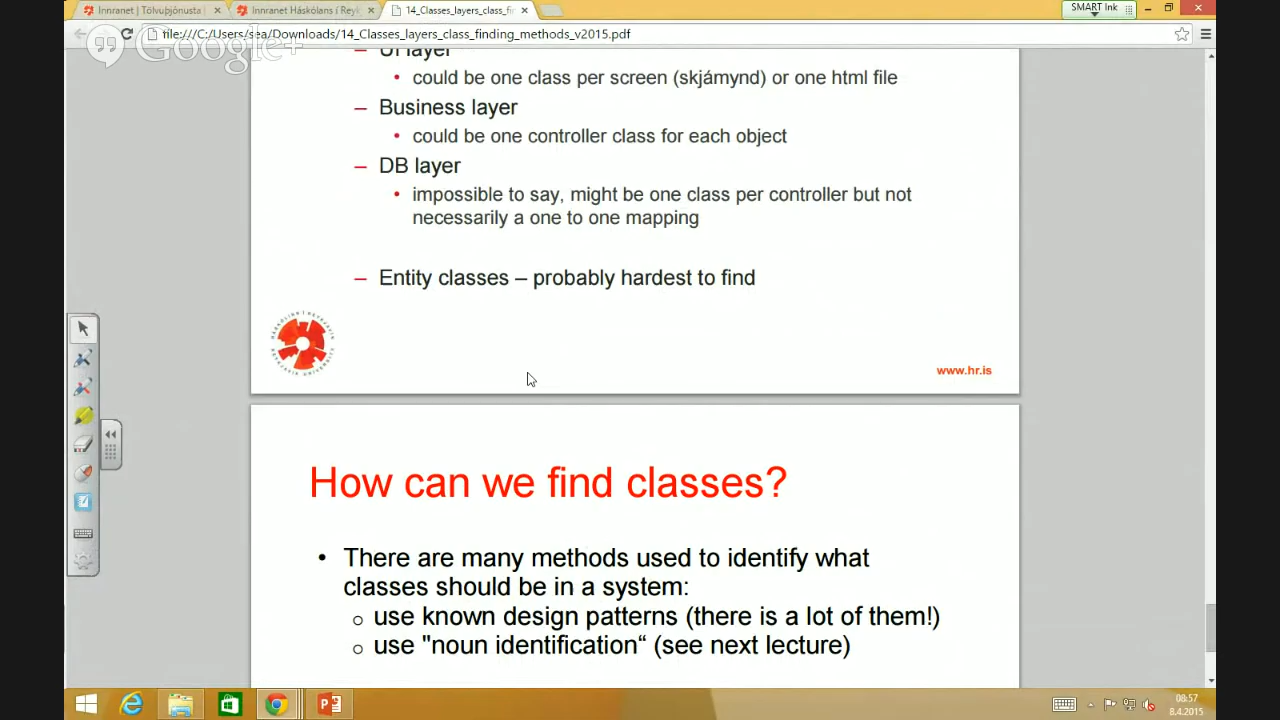 Innranet | Tölvuþjónusta
Innranet Háskólans í Reyk
14_Classes_layers_class_fi
SMART Ink
file:///C:/Users/sea/Downloads/14_Classes_layers_class_finding_methods_v2015.pdf
Google+
– UI layer
• could be one class per screen (skjámynd) or one html file
– Business layer
• could be one controller class for each object
– DB layer
• impossible to say, might be one class per controller but not
necessarily a one to one mapping
– Entity classes – probably hardest to find
www.hr.is
How can we find classes?
• There are many methods used to identify what
classes should be in a system:
o use known design patterns (there is a lot of them!)
o use "noun identification“ (see next lecture)
08:57
8.4.2015